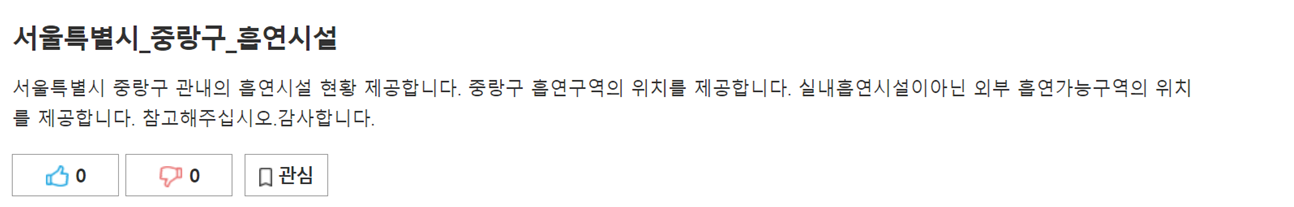 서울특별시_중랑구_흡연시설
서울특별시 중랑구 관내의 흡연시설 현황 제공합니다. 중랑구 흡연구역의 위치를 제공합니다. 실내흡연시설이아닌 외부 흡연가능구역의 위치
를 제공합니다. 참고해주십시오.감사합니다.
0 0 관심